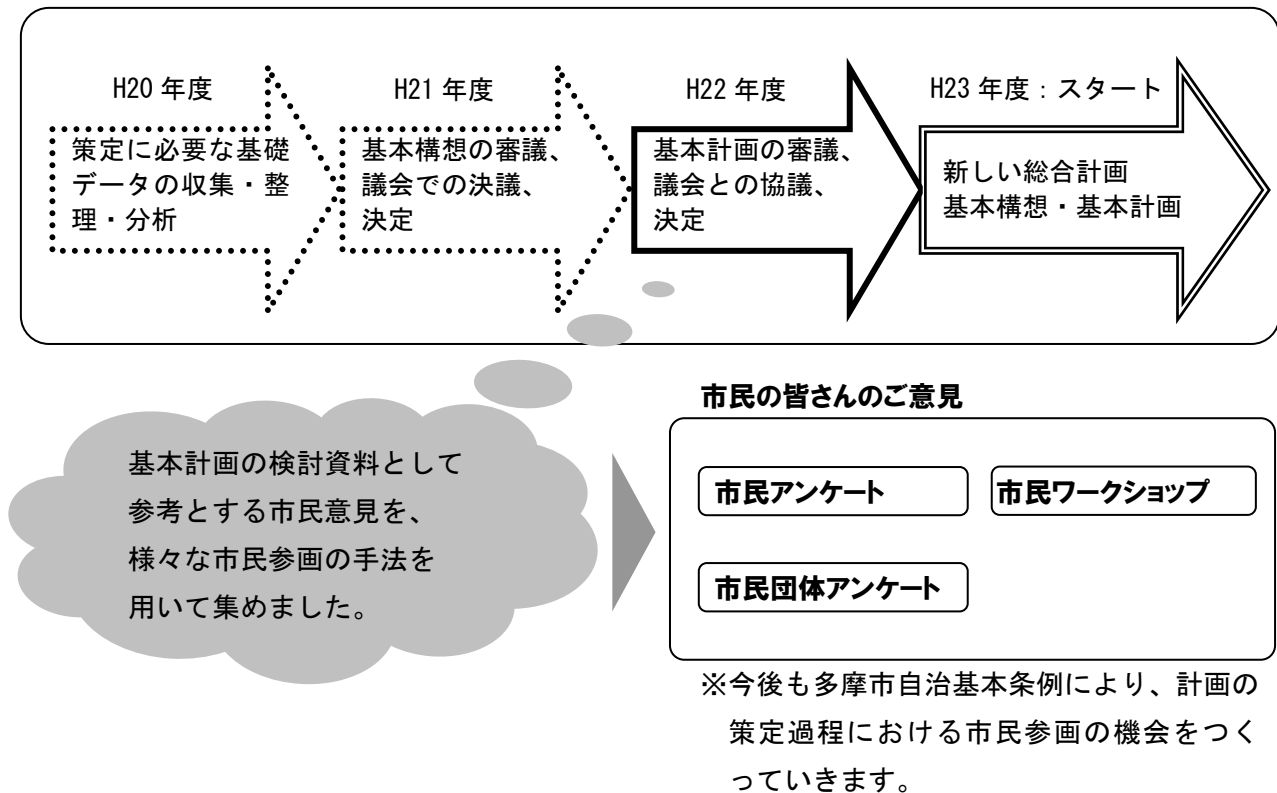 H20 年度
策定に必要な基礎
データの収集・整
理・分析
H21 年度
基本構想の審議、
議会での決議、
決定
H22 年度
基本計画の審議、
議会との協議、
決定
H23 年度：スタート
新しい総合計画
基本構想・基本計画
基本計画の検討資料として
参考とする市民意見を、
様々な市民参画の手法を
用いて集めました。
市民の皆さんのご意見
市民アンケート
市民ワークショップ
市民団体アンケート
※今後も多摩市自治基本条例により、計画の
策定過程における市民参画の機会をつく
っていきます。